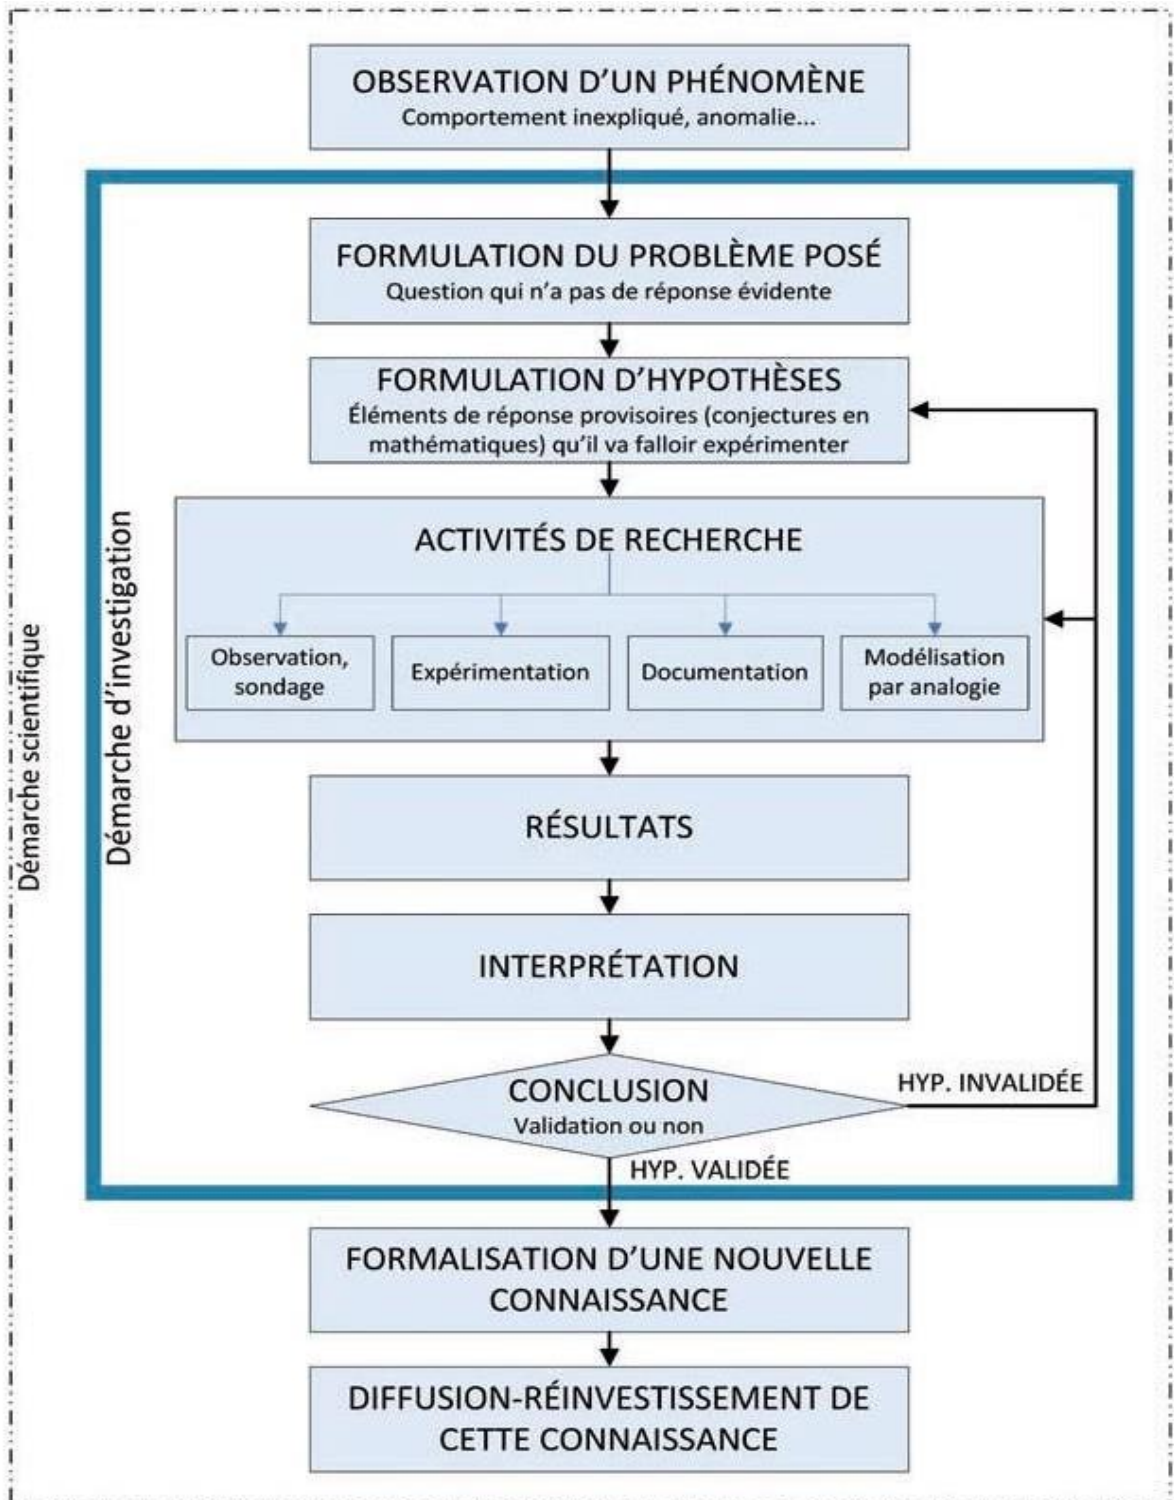 OBSERVATION D'UN PHÉNOMÈNE
Comportement inexpliqué, anomalie...
FORMULATION DU PROBLÈME POSÉ
Question qui n'a pas de réponse évidente
FORMULATION D'HYPOTHÈSES
Éléments de réponse provisoires (conjectures en
mathématiques) qu'il va falloir expérimenter
ACTIVITÉS DE RECHERCHE
Observation,
sondage
Expérimentation
Documentation
Modélisation
par analogie
Démarche d'investigation
Démarche scientifique
RÉSULTATS
INTERPRÉTATION
CONCLUSION
Validation ou non
HYP. INVALIDÉE
HYP. VALIDÉE
FORMALISATION D'UNE NOUVELLE
CONNAISSANCE
DIFFUSION-RÉINVESTISSEMENT DE
CETTE CONNAISSANCE